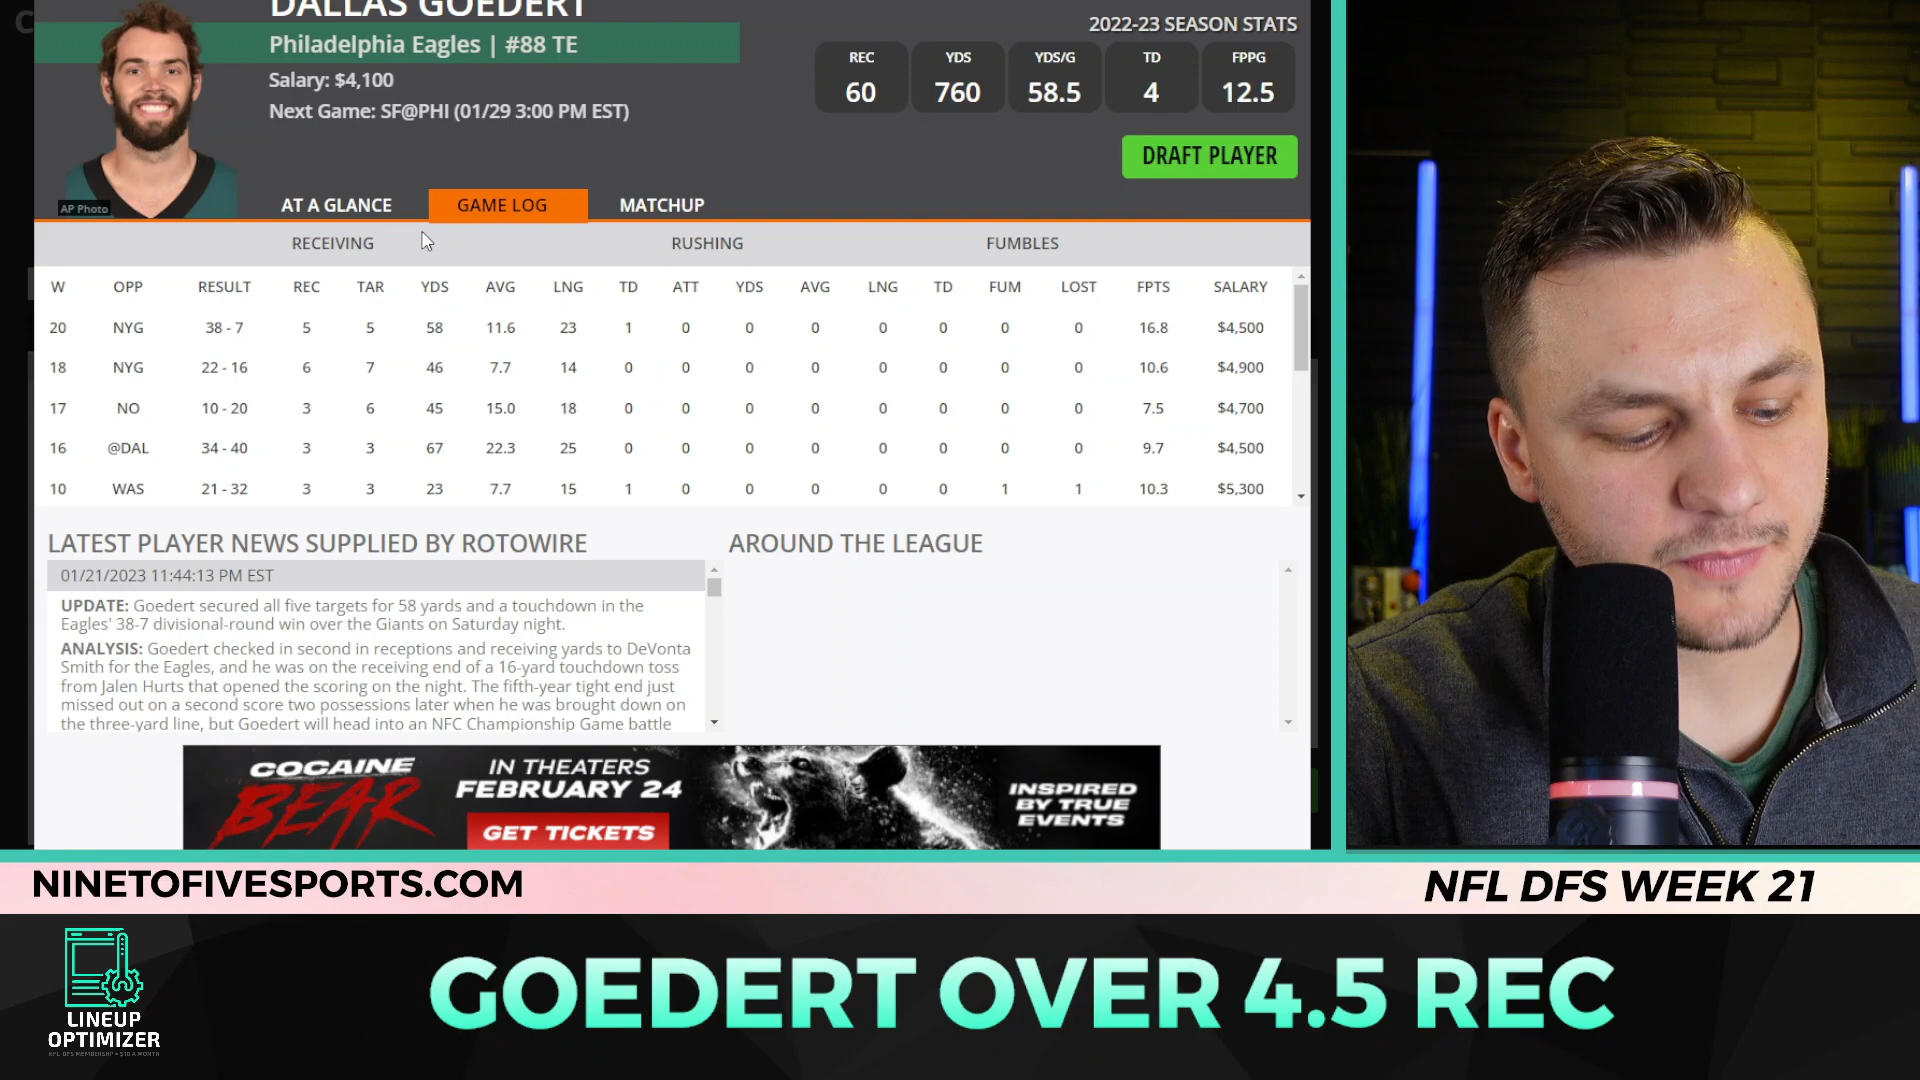 DALLAS GOEDERT
Philadelphia Eagles | #88 TE
Salary: $4,100
Next Game: SF@PHI (01/29 3:00 PM EST)
AP Photo
2022-23 SEASON STATS
REC YDS YDS/G TD FPPG
60 760 58.5 4 12.5
DRAFT PLAYER
AT A GLANCE GAME LOG MATCHUP
RECEIVING RUSHING FUMBLES
W OPP RESULT REC TAR YDS AVG LNG TD ATT YDS AVG LNG TD FUM LOST FPTS SALARY
20 NYG 38 - 7 5 5 58 11.6 23 1 0 0 0 0 0 0 0 16.8 $4,500
18 NYG 22 - 16 6 7 46 7.7 14 0 0 0 0 0 0 0 0 10.6 $4,900
17 NO 10 - 20 3 6 45 15.0 18 0 0 0 0 0 0 0 0 7.5 $4,700
16 @DAL 34 - 40 3 3 67 22.3 25 0 0 0 0 0 0 0 0 9.7 $4,500
10 WAS 21 - 32 3 3 23 7.7 15 1 0 0 0 0 0 1 1 10.3 $5,300
LATEST PLAYER NEWS SUPPLIED BY ROTOWIRE
01/21/2023 11:44:13 PM EST
UPDATE: Goedert secured all five targets for 58 yards and a touchdown in the
Eagles' 38-7 divisional-round win over the Giants on Saturday night.
ANALYSIS: Goedert checked in second in receptions and receiving yards to DeVonta
Smith for the Eagles, and he was on the receiving end of a 16-yard touchdown toss
from Jalen Hurts that opened the scoring on the night. The fifth-year tight end just
missed out on a second score two possessions later when he was brought down on
the three-yard line, but Goedert will head into an NFC Championship Game battle
AROUND THE LEAGUE
COCAINE
BEAR
IN THEATERS
FEBRUARY 24
GET TICKETS
INSPIRED
BY TRUE
EVENTS
NINETOFIVESPORTS.COM
NFL DFS WEEK 21
LINEUP
OPTIMIZER
NFL DFS MEMBERSHIP • $10 A MONTH
GOEDERT OVER 4.5 REC